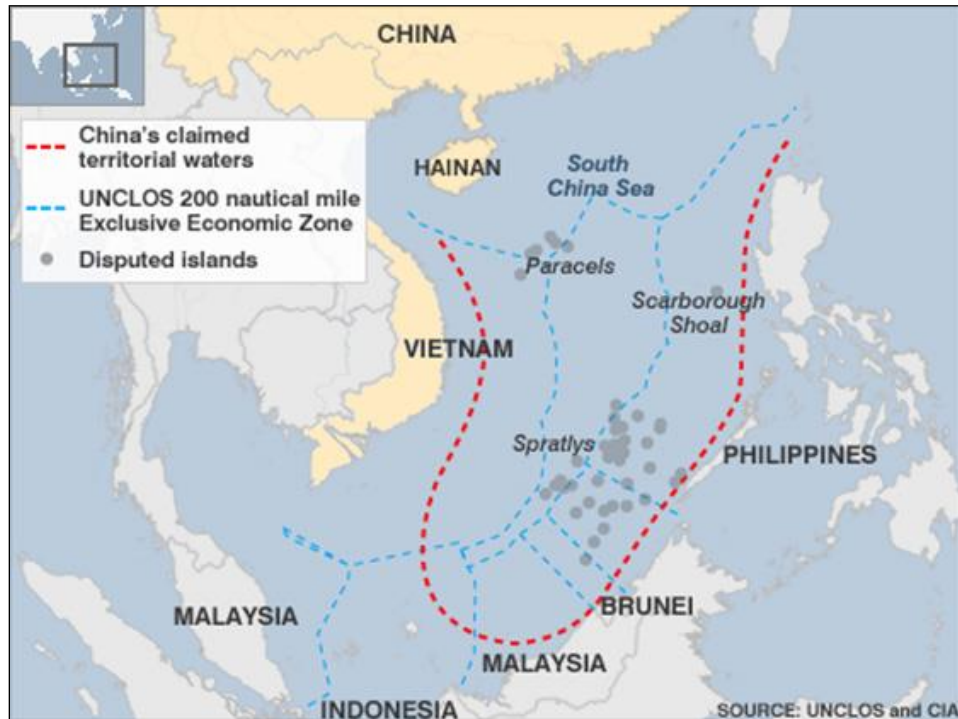 CHINA
China's claimed
territorial waters
UNCLOS 200 nautical mile
Exclusive Economic Zone
Disputed islands
HAINAN
South
China Sea
Paracels
Scarborough
Shoal
VIETNAM
Spratlys
PHILIPPINES
MALAYSIA
BRUNEI
MALAYSIA
INDONESIA
SOURCE: UNCLOS and CIA